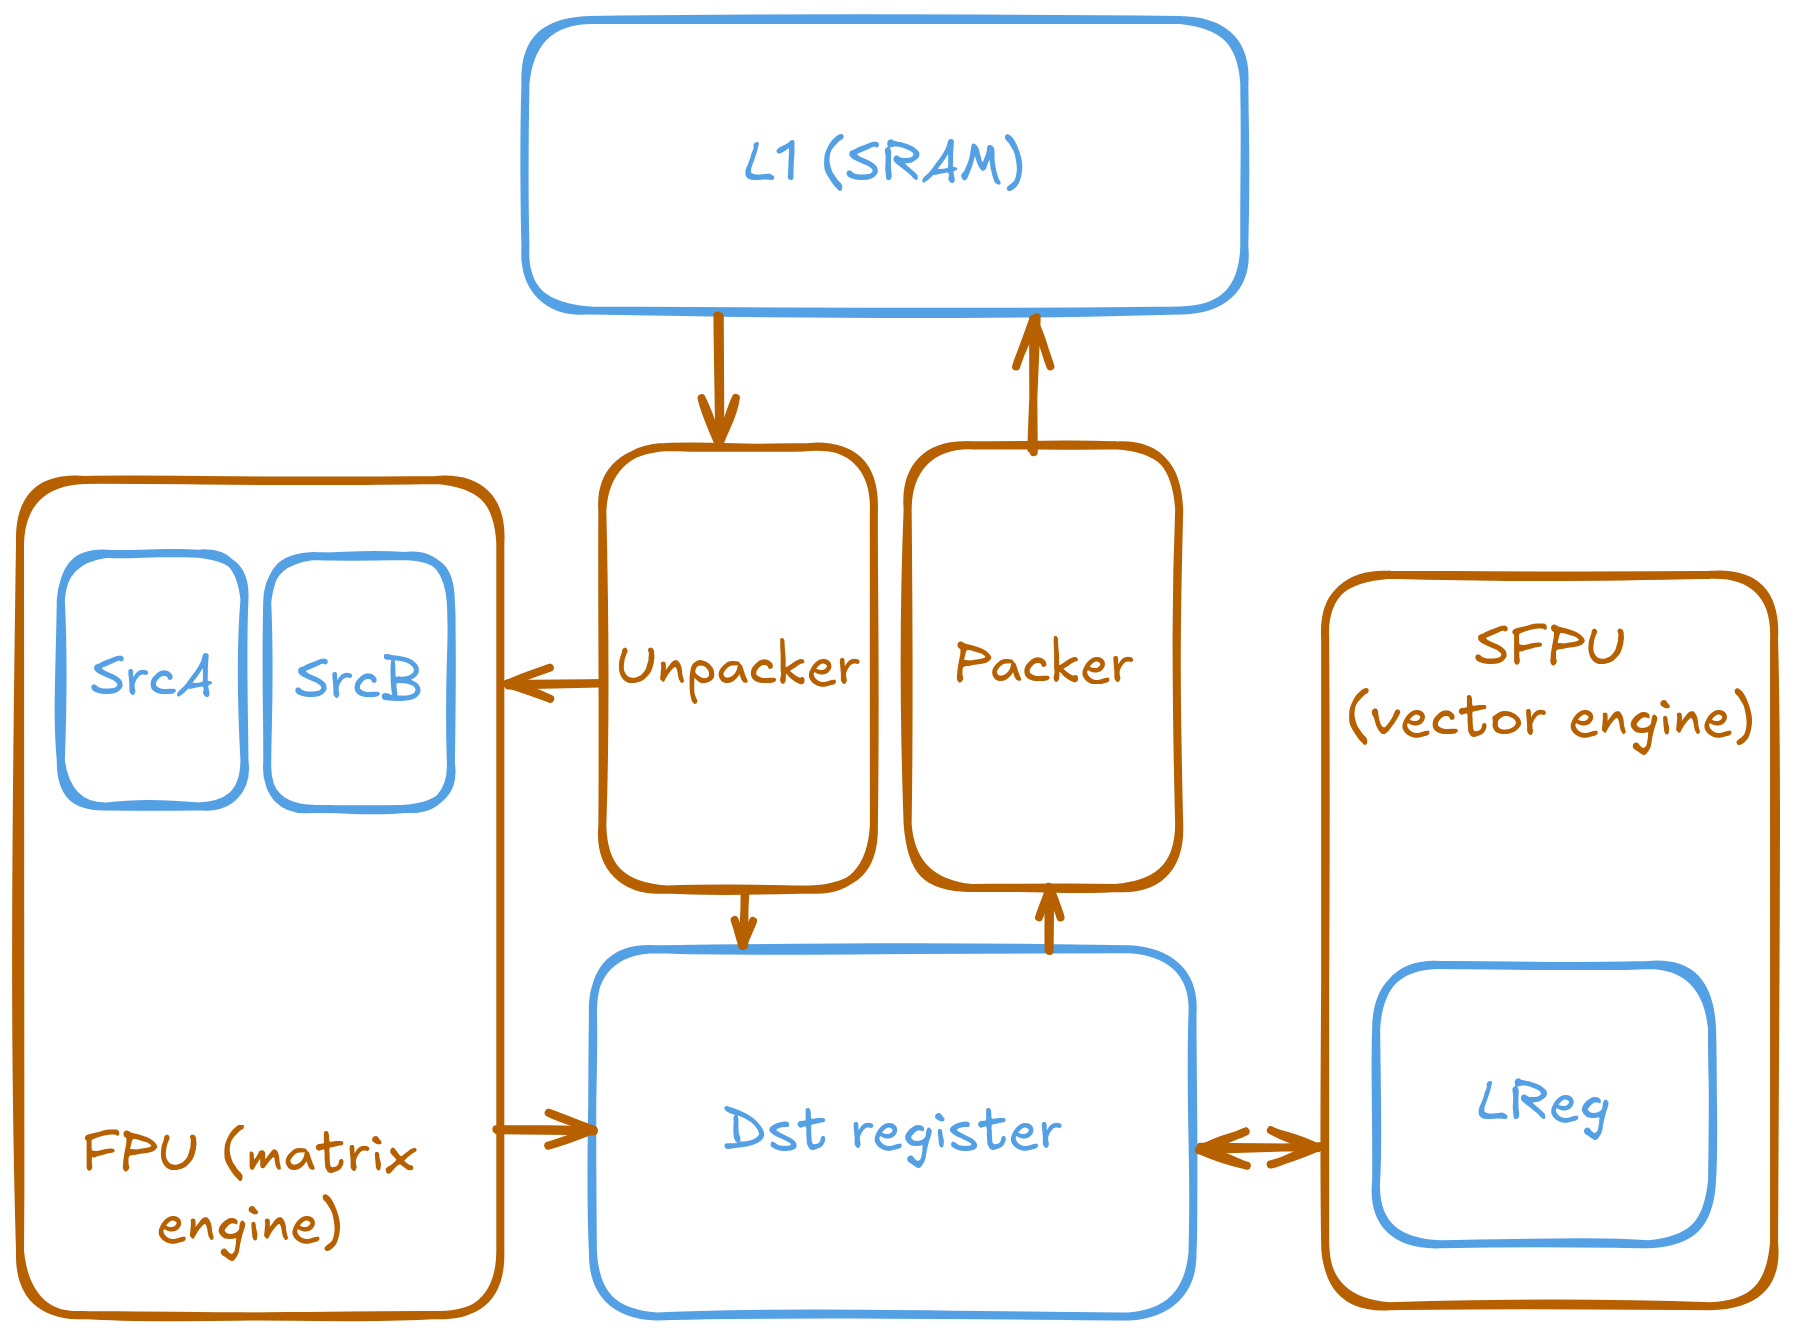 L1 (SRAM)
SrcA
SrcB
Unpacker
Packer
SFPU
(vector engine)
FPU (matrix
engine)
Dst register
LReg